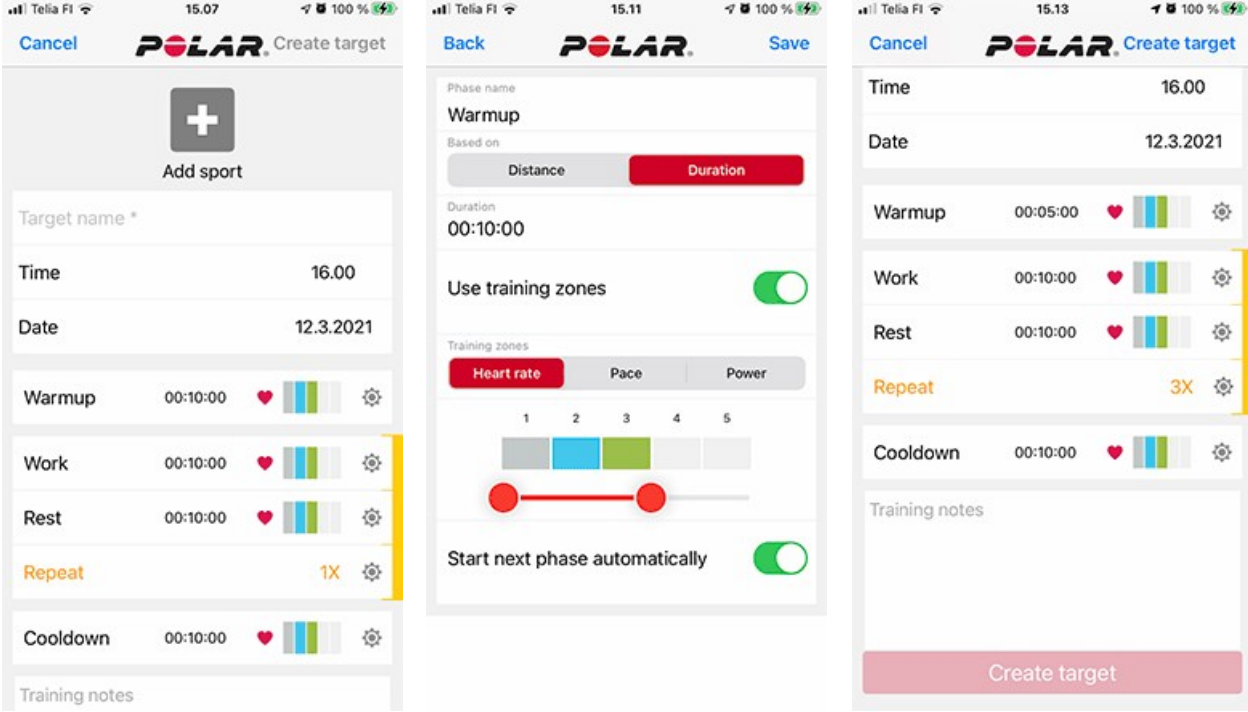 Telia FI 15.07 100 %
Cancel POLAR. Create target
Add sport
Target name *
Time 16.00
Date 12.3.2021
Warmup 00:10:00
Work 00:10:00
Rest 00:10:00
Repeat 1X
Cooldown 00:10:00
Training notes
Telia FI 15.11 100 %
Back POLAR. Save
Phase name
Warmup
Based on
Distance Duration
Duration
00:10:00
Use training zones
Training zones
Heart rate Pace Power
1 2 3 4 5
Start next phase automatically
Telia FI 15.13 100 %
Cancel POLAR. Create target
Time 16.00
Date 12.3.2021
Warmup 00:05:00
Work 00:10:00
Rest 00:10:00
Repeat 3X
Cooldown 00:10:00
Training notes
Create target